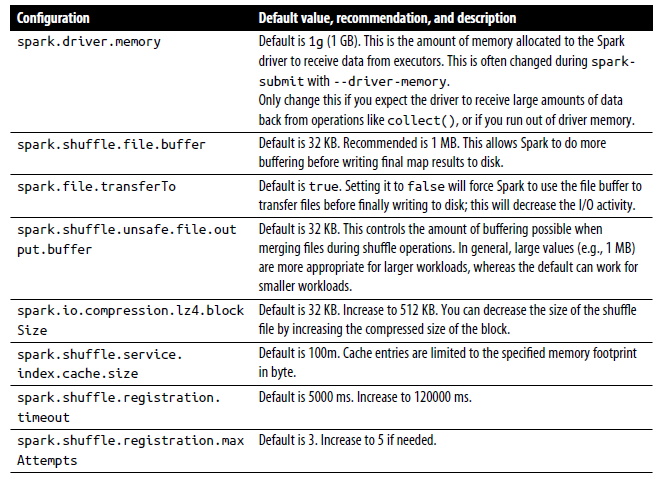 Configuration Default value, recommendation, and description
spark.driver.memory Default is 1g (1 GB). This is the amount of memory allocated to the Spark
driver to receive data from executors. This is often changed during spark-
submit with --driver-memory.
Only change this if you expect the driver to receive large amounts of data
back from operations like collect(), or if you run out of driver memory.
spark.shuffle.file.buffer Default is 32 KB. Recommended is 1 MB. This allows Spark to do more
buffering before writing final map results to disk.
spark.file.transferTo Default is true. Setting it to false will force Spark to use the file buffer to
transfer files before finally writing to disk; this will decrease the I/O activity.
spark.shuffle.unsafe.file.out Default is 32 KB. This controls the amount of buffering possible when
put.buffer merging files during shuffle operations. In general, large values (e.g., 1 MB)
are more appropriate for larger workloads, whereas the default can work for
smaller workloads.
spark.io.compression.lz4.block Default is 32 KB. Increase to 512 KB. You can decrease the size of the shuffle
Size file by increasing the compressed size of the block.
spark.shuffle.service. Default is 100m. Cache entries are limited to the specified memory footprint
index.cache.size in byte.
spark.shuffle.registration. Default is 5000 ms. Increase to 120000 ms.
timeout
spark.shuffle.registration.max Default is 3. Increase to 5 if needed.
Attempts